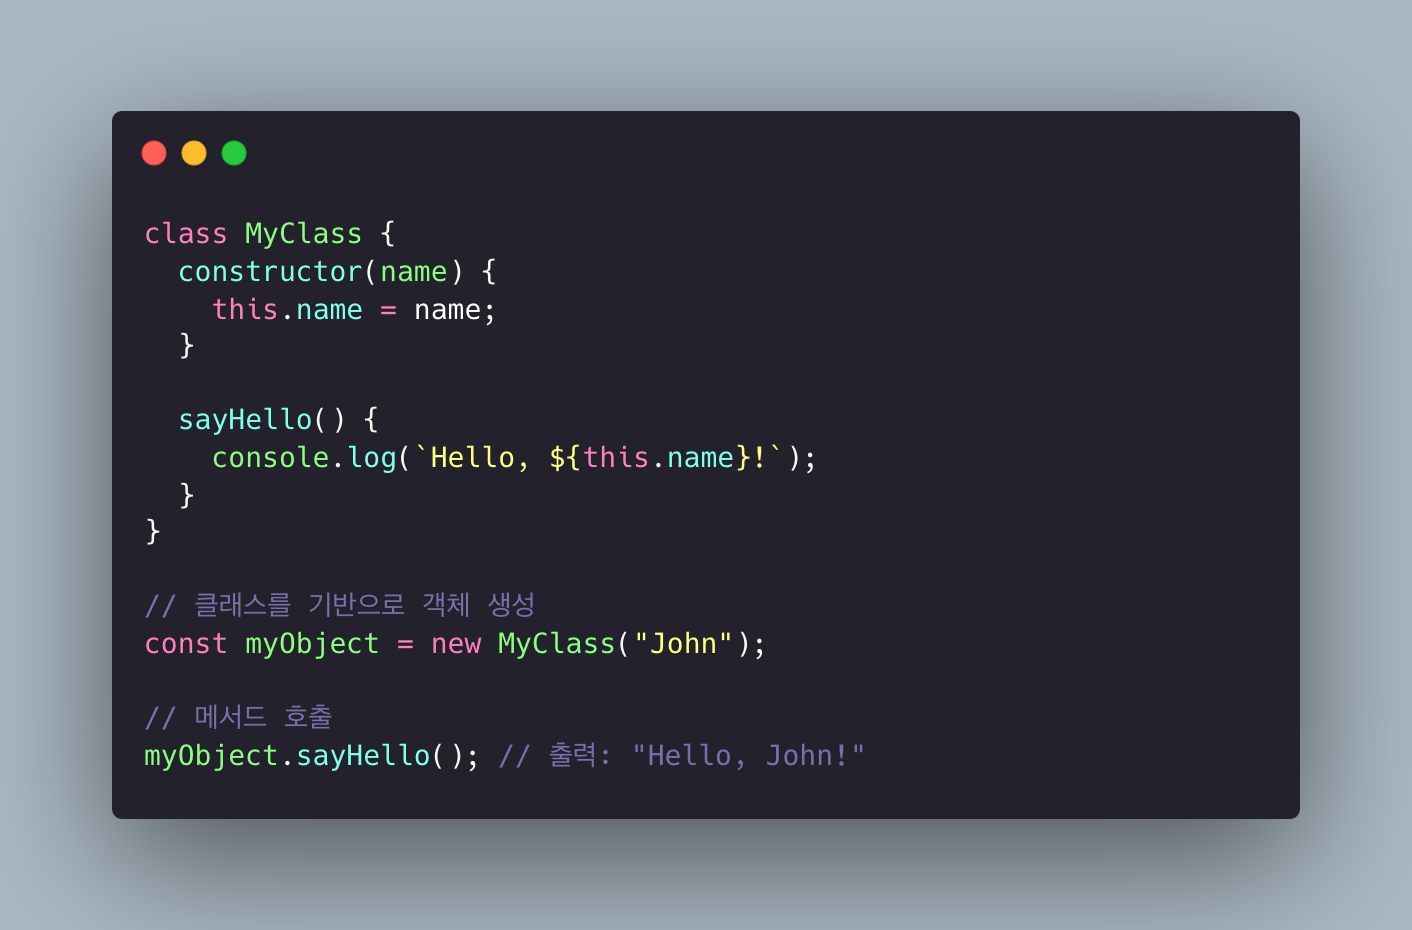 class MyClass {
  constructor(name) {
    this.name = name;
  }

  sayHello() {
    console.log(`Hello, ${this.name}!`);
  }
}

// 클래스를 기반으로 객체 생성
const myObject = new MyClass("John");

// 메서드 호출
myObject.sayHello(); // 출력: "Hello, John!"